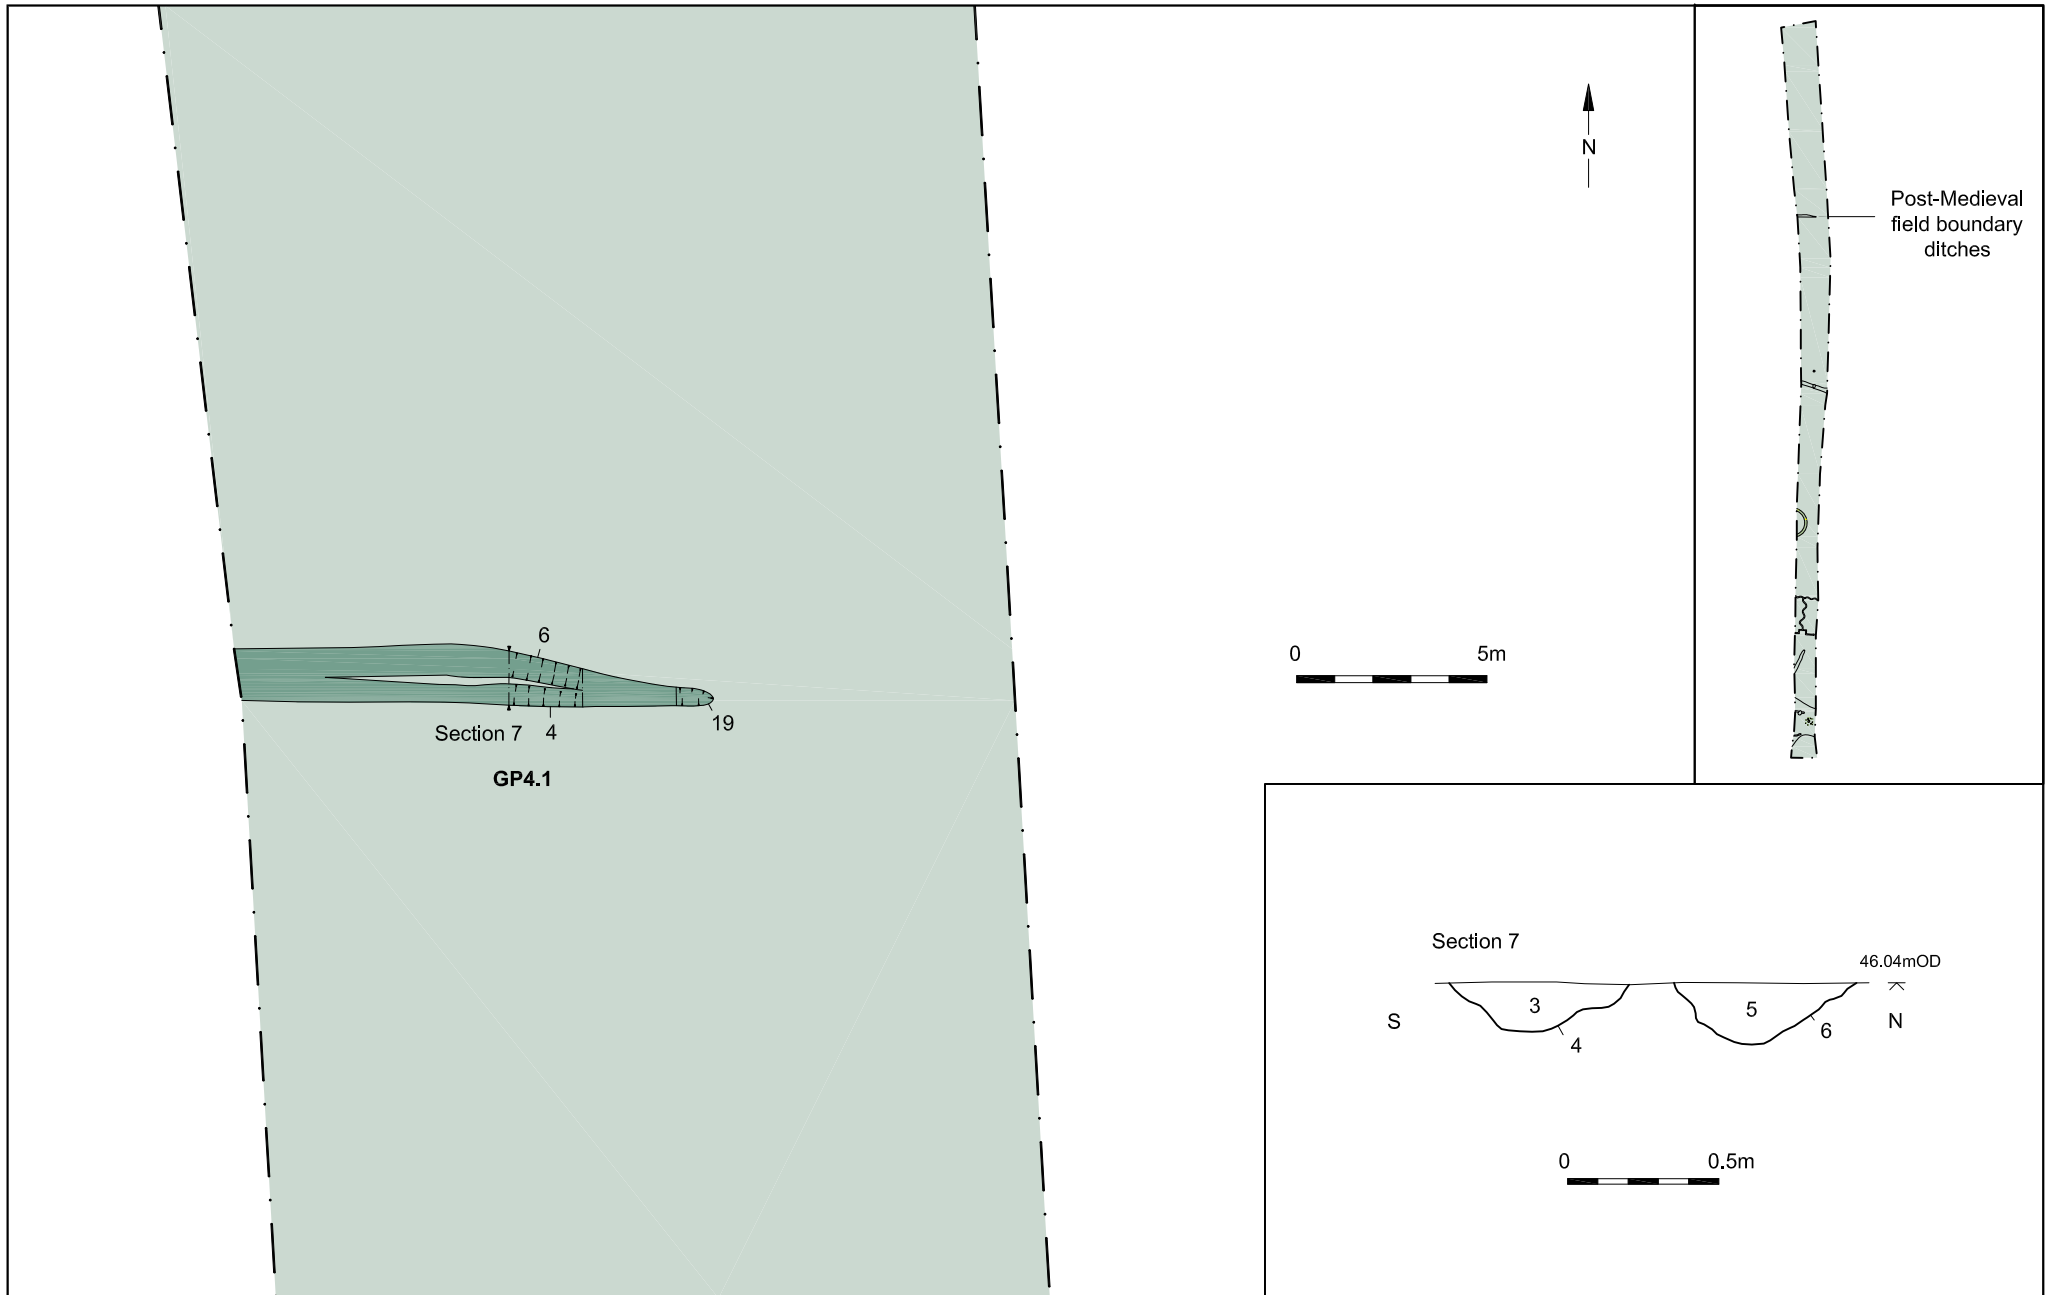 N
Post-Medieval
field boundary
ditches
6
0 5m
19
Section 7 4
GP4.1
Section 7
46.04mOD
3
5
S
N
6
4
0 0.5m